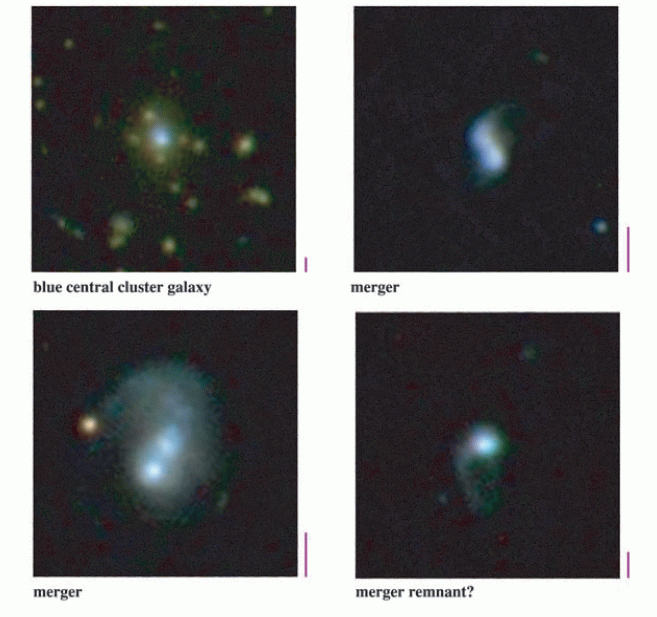 blue central cluster galaxy
merger
merger
merger remnant?